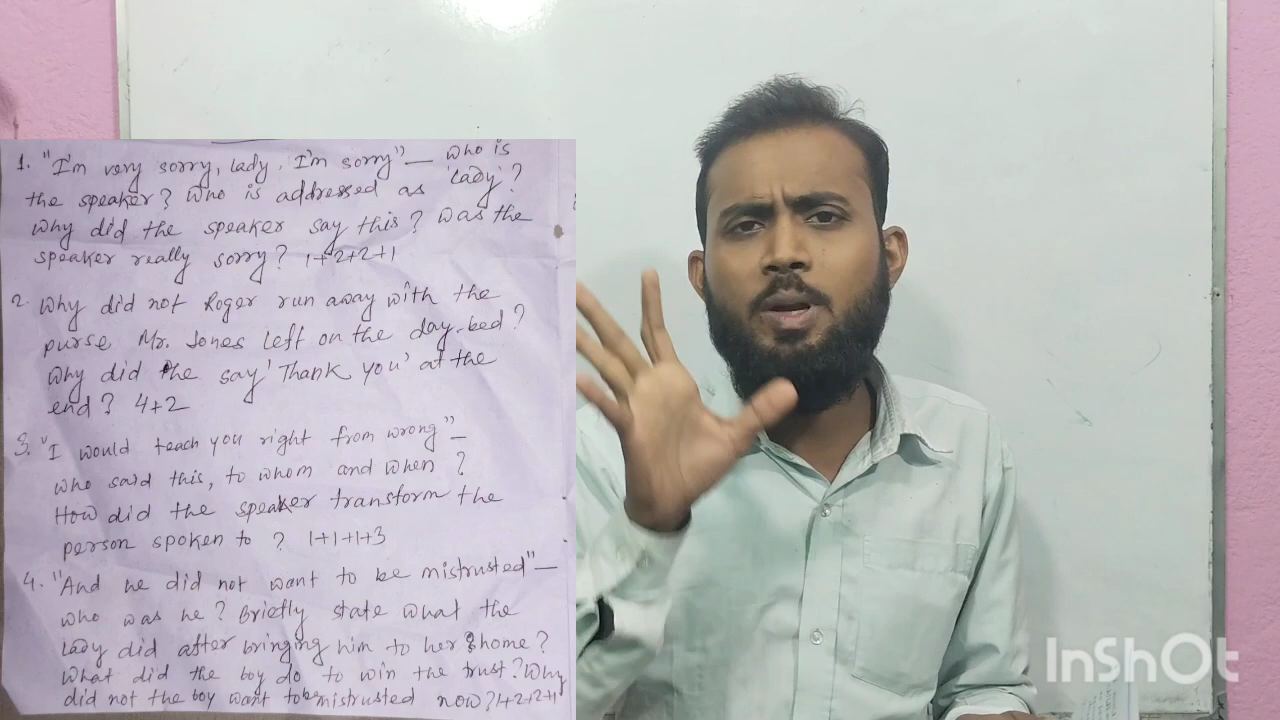 1. "I'm very sorry, lady, I'm sorry" — Who is
the speaker? Who is addressed as 'lady'?
Why did the speaker say this? Was the
speaker really sorry? 1+2+2+1
2. Why did not Roger run away with the
purse Mr. Jones left on the day-bed?
Why did the say 'Thank you' at the
end? 4+2
3. "I would teach you right from wrong" —
Who said this, to whom and when?
How did the speaker transform the
person spoken to ? 1+1+1+3
4. "And he did not want to be mistrusted" —
Who was he? Briefly state what the
lady did after bringing him to her home?
What did the boy do to win the trust? Why
did not the boy want to be mistrusted now? 1+2+2+1
InShOt